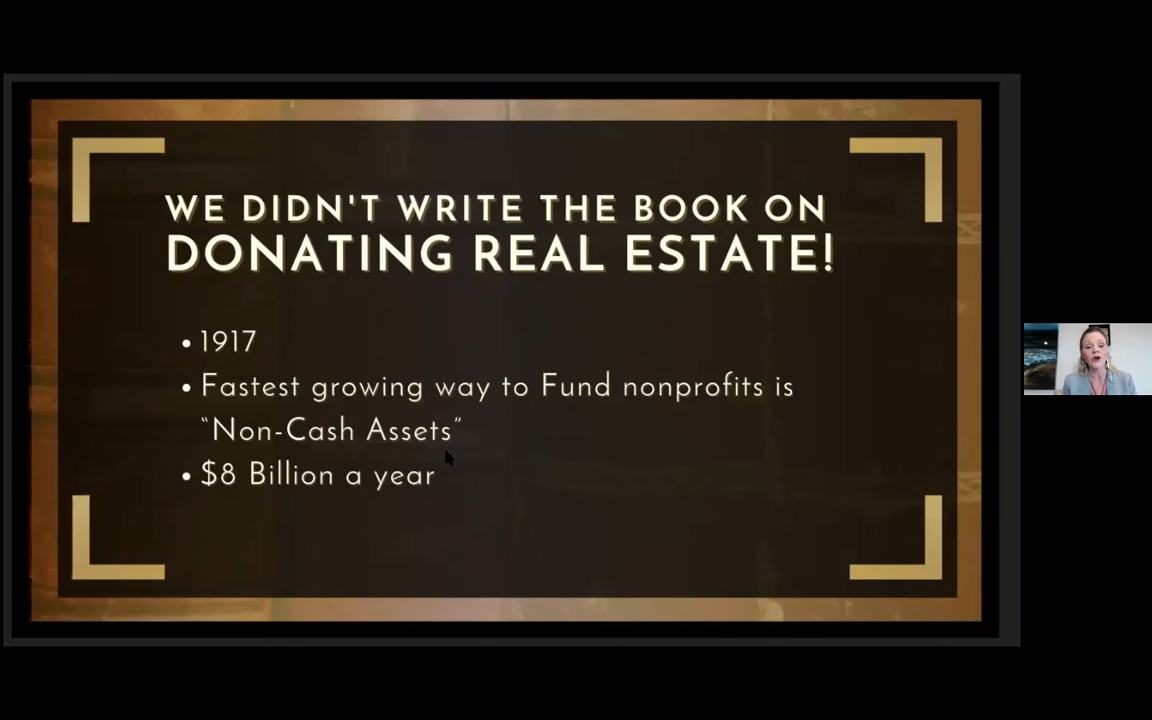 WE DIDN'T WRITE THE BOOK ON
DONATING REAL ESTATE!
• 1917
• Fastest growing way to Fund nonprofits is
“Non-Cash Assets”
• $8 Billion a year